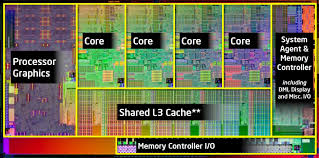 Processor
Graphics
Core
Core
Core
Core
System
Agent &
Memory
Controller
including
DMI, Display
and Misc. I/O
Shared L3 Cache**
Memory Controller I/O